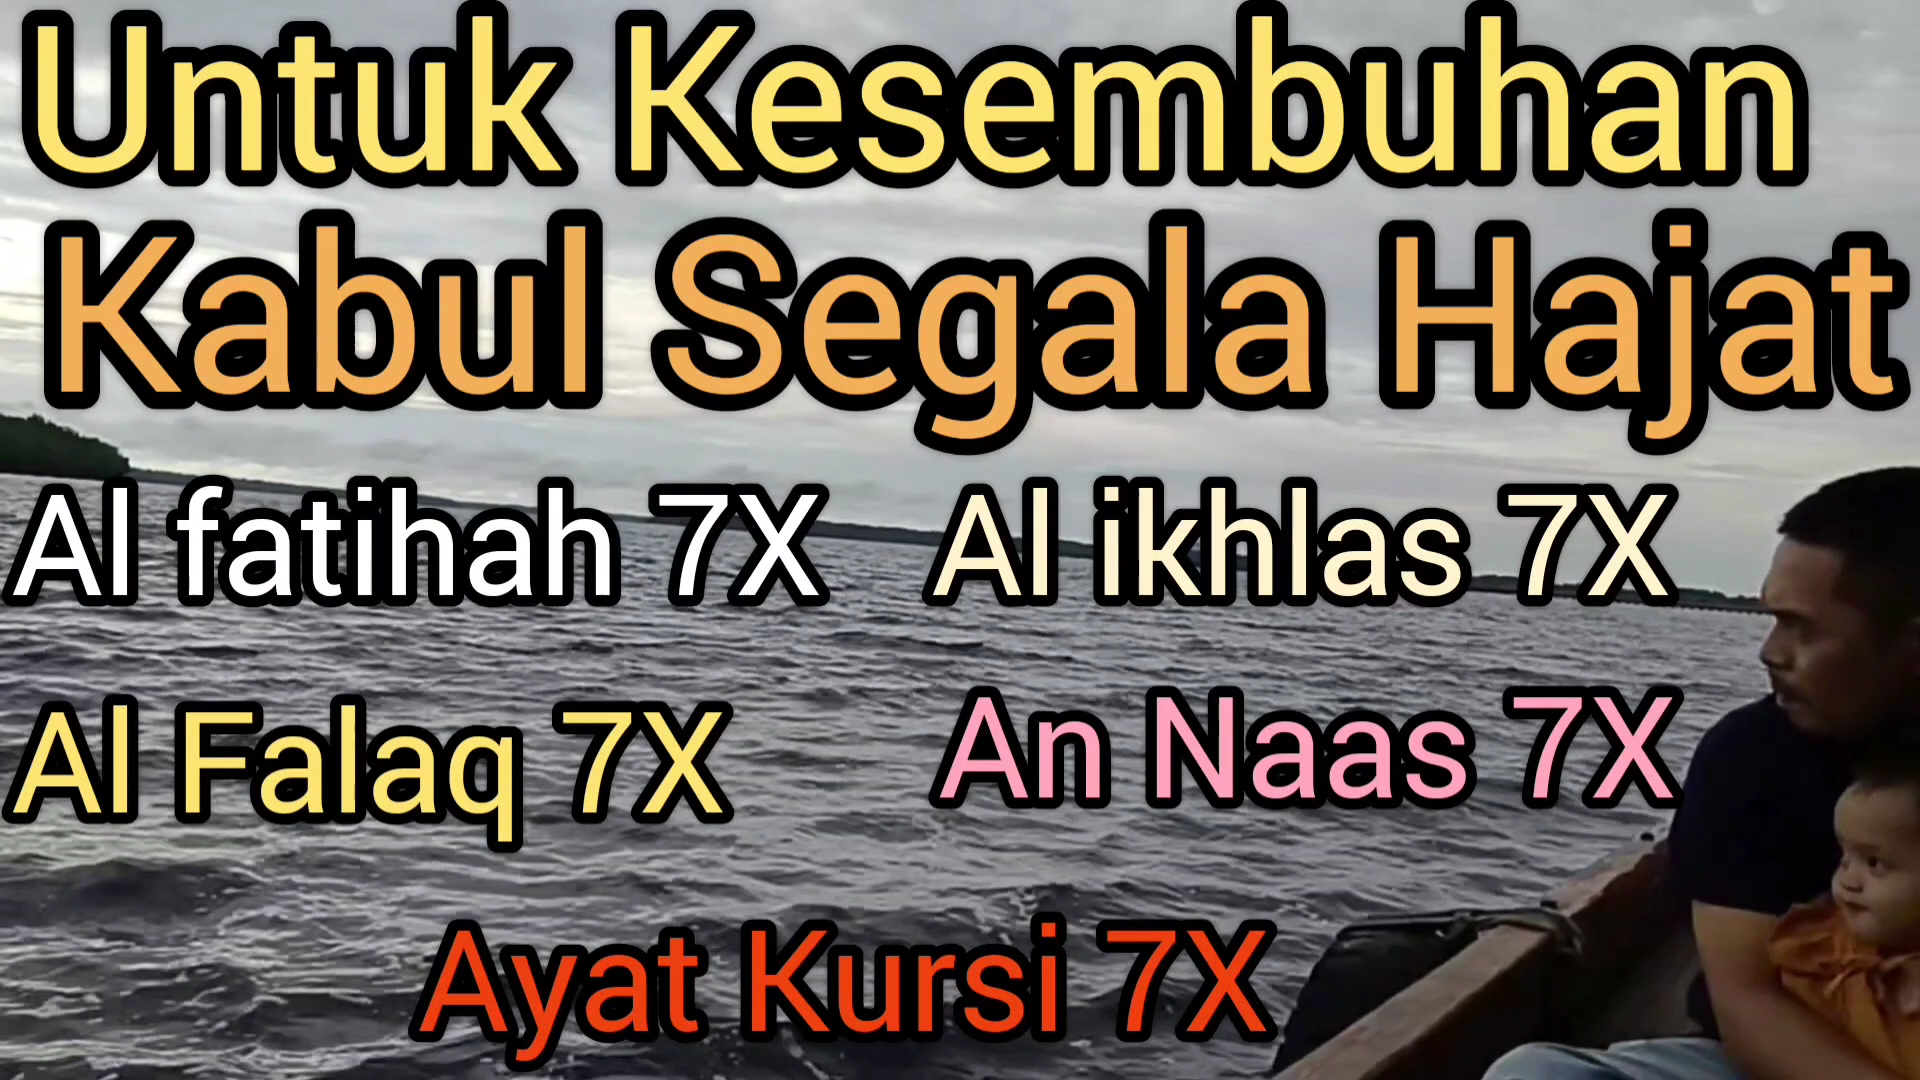 Untuk Kesembuhan
Kabul Segala Hajat
Al fatihah 7X
Al ikhlas 7X
Al Falaq 7X
An Naas 7X
Ayat Kursi 7X